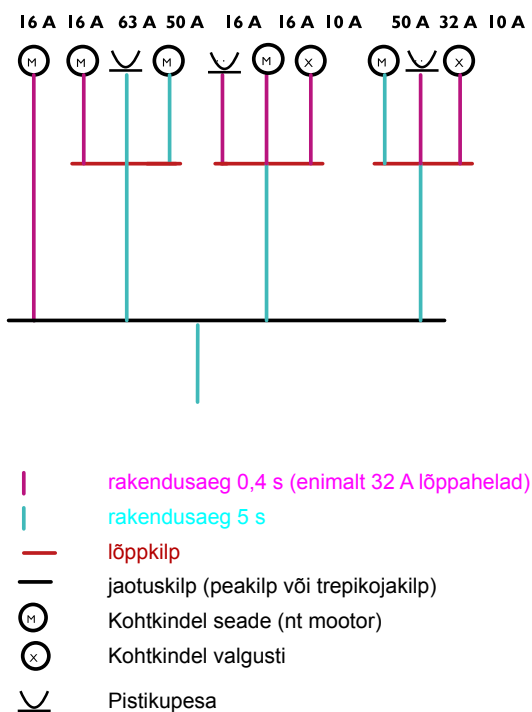 16 A 16 A 63 A 50 A 16 A 16 A 10 A 50 A 32 A 10 A
M M M M X M X
rakendusaeg 0,4 s (enimalt 32 A lõppahelad)
rakendusaeg 5 s
lõppkilp
jaotuskilp (peakilp või trepikojakilp)
M Kohtkindel seade (nt mootor)
X Kohtkindel valgusti
Pistikupesa